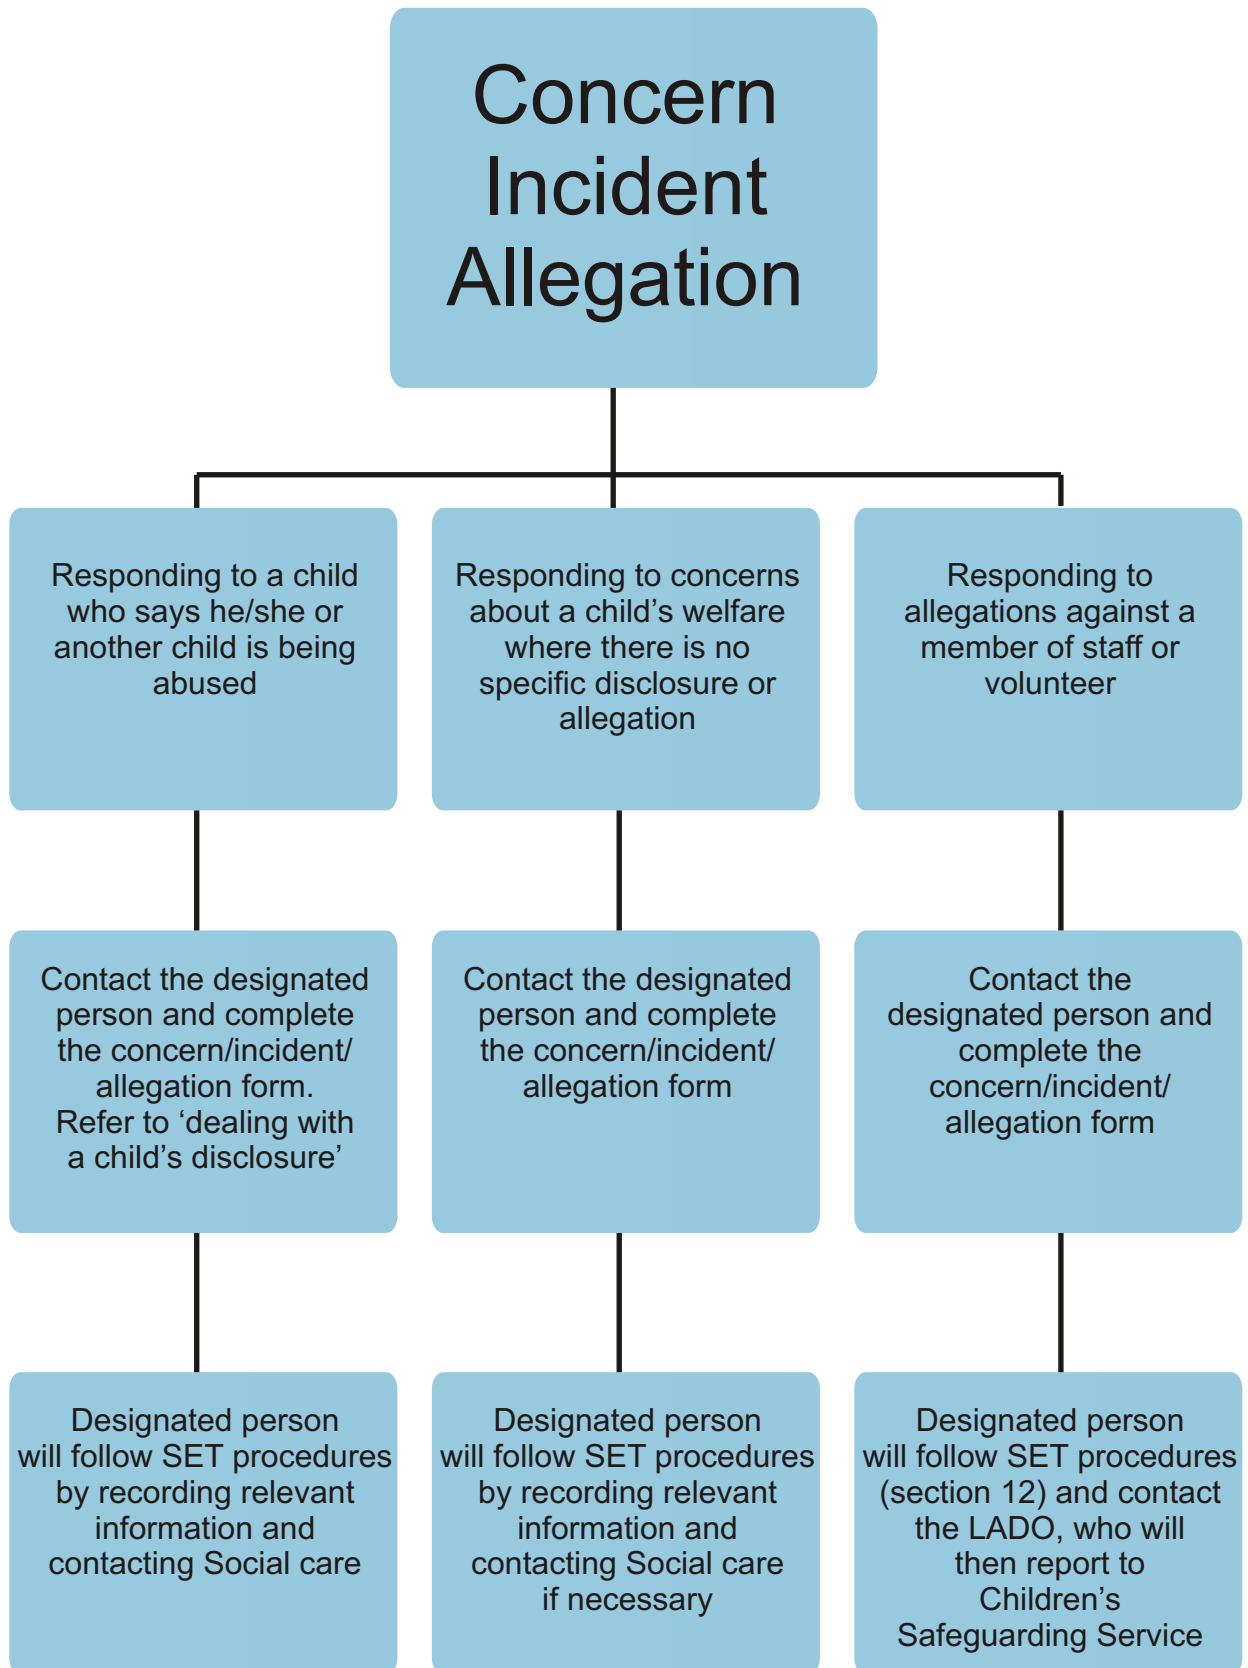 Concern
Incident
Allegation
Responding to a child
who says he/she or
another child is being
abused
Responding to concerns
about a child’s welfare
where there is no
specific disclosure or
allegation
Responding to
allegations against a
member of staff or
volunteer
Contact the designated
person and complete
the concern/incident/
allegation form.
Refer to ‘dealing with
a child’s disclosure’
Contact the designated
person and complete
the concern/incident/
allegation form
Contact the
designated person and
complete the
concern/incident/
allegation form
Designated person
will follow SET procedures
by recording relevant
information and
contacting Social care
Designated person
will follow SET procedures
by recording relevant
information and
contacting Social care
if necessary
Designated person
will follow SET procedures
(section 12) and contact
the LADO, who will
then report to
Children’s
Safeguarding Service